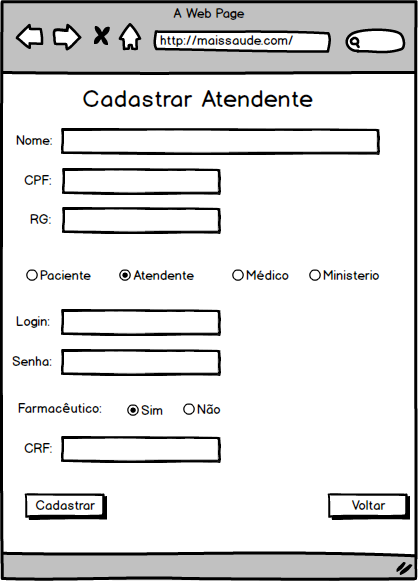 A Web Page
http://maissaude.com/
Cadastrar Atendente
Nome:
CPF:
RG:
Paciente Atendente Médico Ministerio
Login:
Senha:
Farmacêutico: Sim Não
CRF:
Cadastrar Voltar